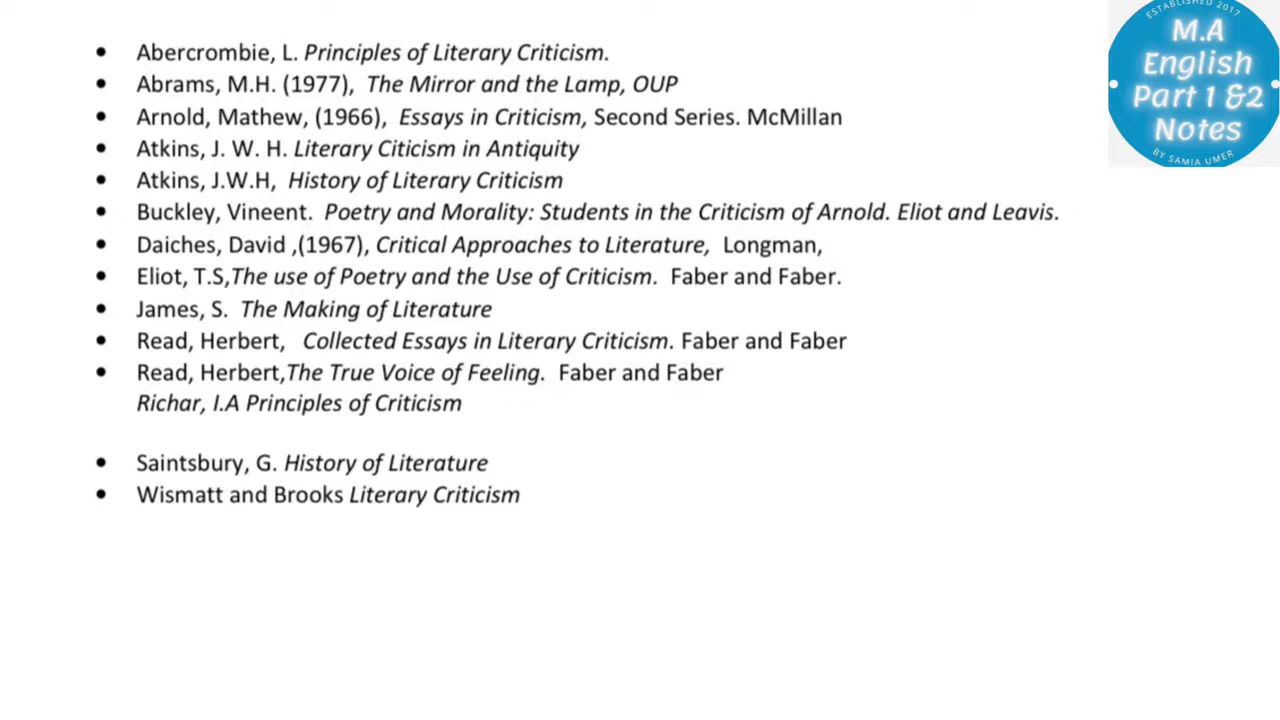 • Abercrombie, L. Principles of Literary Criticism.
• Abrams, M.H. (1977), The Mirror and the Lamp, OUP
• Arnold, Mathew, (1966), Essays in Criticism, Second Series. McMillan
• Atkins, J. W. H. Literary Citicism in Antiquity
• Atkins, J.W.H, History of Literary Criticism
• Buckley, Vineent. Poetry and Morality: Students in the Criticism of Arnold. Eliot and Leavis.
• Daiches, David ,(1967), Critical Approaches to Literature, Longman,
• Eliot, T.S,The use of Poetry and the Use of Criticism. Faber and Faber.
• James, S. The Making of Literature
• Read, Herbert, Collected Essays in Literary Criticism. Faber and Faber
• Read, Herbert,The True Voice of Feeling. Faber and Faber
Richar, I.A Principles of Criticism
• Saintsbury, G. History of Literature
• Wismatt and Brooks Literary Criticism
ESTABLISHED 2017
M.A
English
Part 1 &2
Notes
BY SAMIA UMER